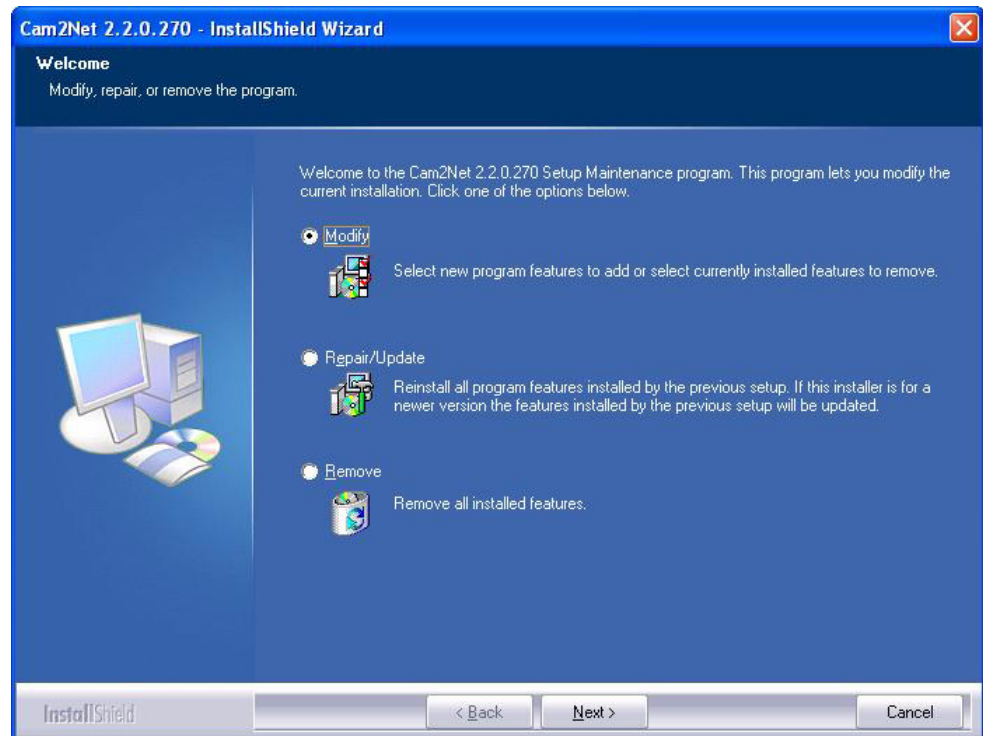 Cam2Net 2.2.0.270 - InstallShield Wizard
Welcome
Modify, repair, or remove the program.
Welcome to the Cam2Net 2.2.0.270 Setup Maintenance program. This program lets you modify the
current installation. Click one of the options below.
Modify
Select new program features to add or select currently installed features to remove.
Repair/Update
Reinstall all program features installed by the previous setup. If this installer is for a
newer version the features installed by the previous setup will be updated.
Remove
Remove all installed features.
InstallShield
< Back
Next >
Cancel